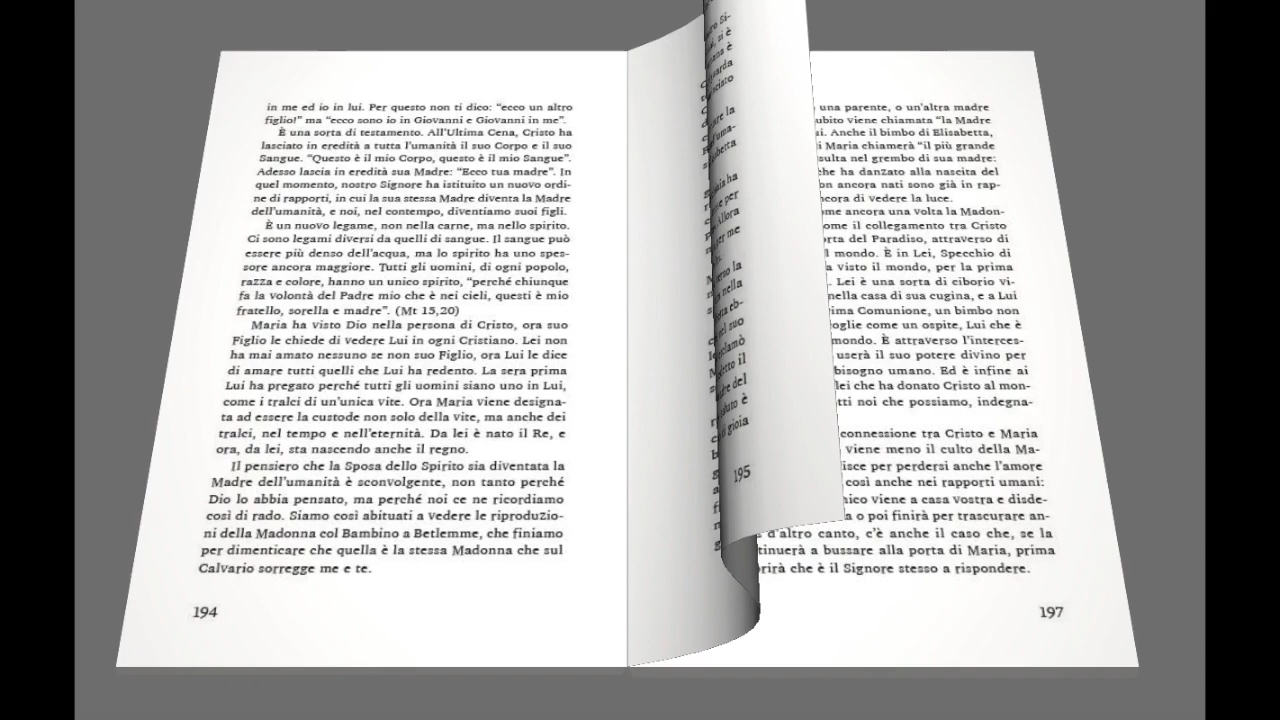 in me ed io in lui. Per questo non ti dico: “ecco un altro
figlio!” ma “ecco sono io in Giovanni e Giovanni in me”.
È una sorta di testamento. All'Ultima Cena, Cristo ha
lasciato in eredità a tutta l'umanità il suo Corpo e il suo
Sangue. “Questo è il mio Corpo, questo è il mio Sangue”.
Adesso lascia in eredità sua Madre: “Ecco tua madre”. In
quel momento, nostro Signore ha istituito un nuovo ordi-
ne di rapporti, in cui la sua stessa Madre diventa la Madre
dell'umanità, e noi, nel contempo, diventiamo suoi figli.
È un nuovo legame, non nella carne, ma nello spirito.
Ci sono legami diversi da quelli di sangue. Il sangue può
essere più denso dell'acqua, ma lo spirito ha uno spes-
sore ancora maggiore. Tutti gli uomini, di ogni popolo,
razza e colore, hanno un unico spirito, “perché chiunque
fa la volontà del Padre mio che è nei cieli, questi è mio
fratello, sorella e madre”. (Mt 15,20)
Maria ha visto Dio nella persona di Cristo, ora suo
Figlio le chiede di vedere Lui in ogni Cristiano. Lei non
ha mai amato nessuno se non suo Figlio, ora Lui le dice
di amare tutti quelli che Lui ha redento. La sera prima
Lui ha pregato perché tutti gli uomini siano uno in Lui,
come i tralci di un'unica vite. Ora Maria viene designa-
ta ad essere la custode non solo della vite, ma anche dei
tralci, nel tempo e nell'eternità. Da lei è nato il Re, e
ora, da lei, sta nascendo anche il regno.
Il pensiero che la Sposa dello Spirito sia diventata la
Madre dell'umanità è sconvolgente, non tanto perché
Dio lo abbia pensato, ma perché noi ce ne ricordiamo
così di rado. Siamo così abituati a vedere le riproduzio-
ni della Madonna col Bambino a Betlemme, che finiamo
per dimenticare che quella è la stessa Madonna che sul
Calvario sorregge me e te.
194
195
una parente, o un'altra madre
viene chiamata “la Madre
Anche il bimbo di Elisabetta,
Maria chiamerà “il più grande
nel grembo di sua madre:
che ha danzato alla nascita del
ancora nati sono già in rap-
di vedere la luce.
ancora una volta la Madon-
il collegamento tra Cristo
del Paradiso, attraverso di
mondo. È in Lei, Specchio di
visto il mondo, per la prima
Lei è una sorta di ciborio vi-
nella casa di sua cugina, e a Lui
Comunione, un bimbo non
come un ospite, Lui che è
mondo. È attraverso l'interces-
userà il suo potere divino per
bisogno umano. Ed è infine ai
che ha donato Cristo al mon-
noi che possiamo, indegna-
connessione tra Cristo e Maria
viene meno il culto della Ma-
per perdersi anche l'amore
così anche nei rapporti umani:
viene a casa vostra e disde-
o poi finirà per trascurare an-
d'altro canto, c'è anche il caso che, se la
a bussare alla porta di Maria, prima
che è il Signore stesso a rispondere.
197